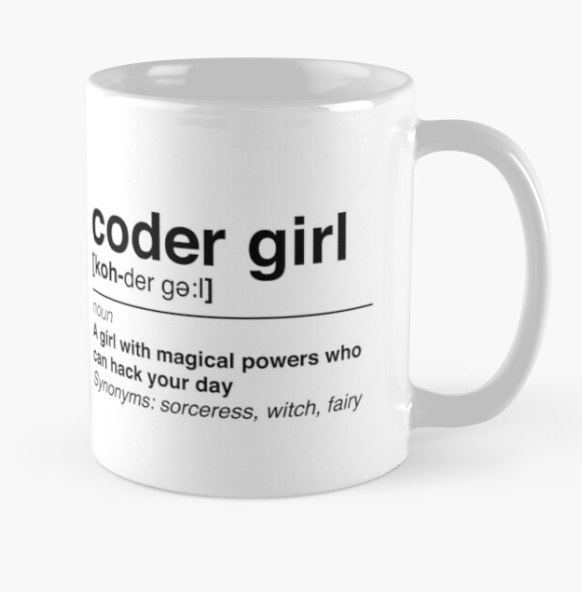 coder girl
[koh-der gə:l]
noun
A girl with magical powers who
can hack your day
Synonyms: sorceress, witch, fairy